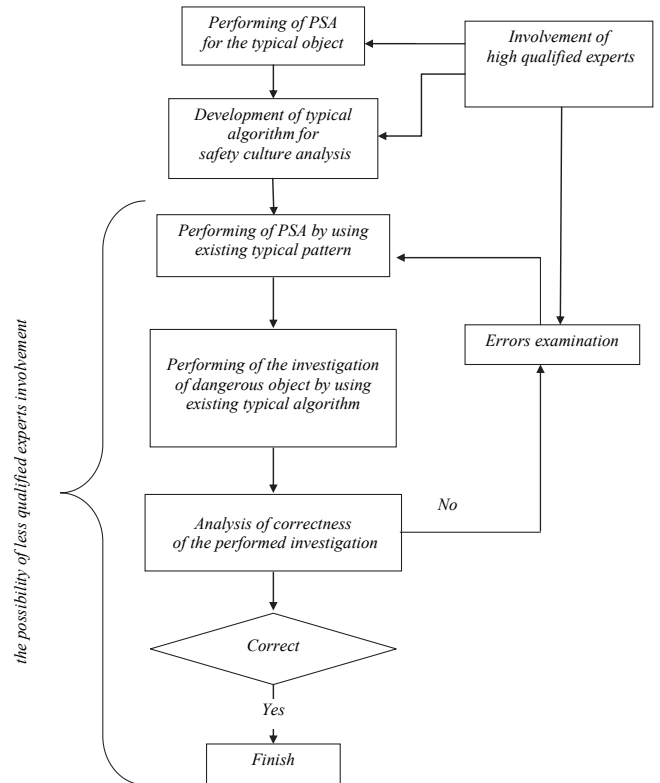 Performing of PSA
for the typical object
Involvement of
high qualified experts
Development of typical
algorithm for
safety culture analysis
Performing of PSA by using
existing typical pattern
Errors examination
Performing of the investigation
of dangerous object by using
existing typical algorithm
the possibility of less qualified experts involvement
No
Analysis of correctness
of the performed investigation
Correct
Yes
Finish